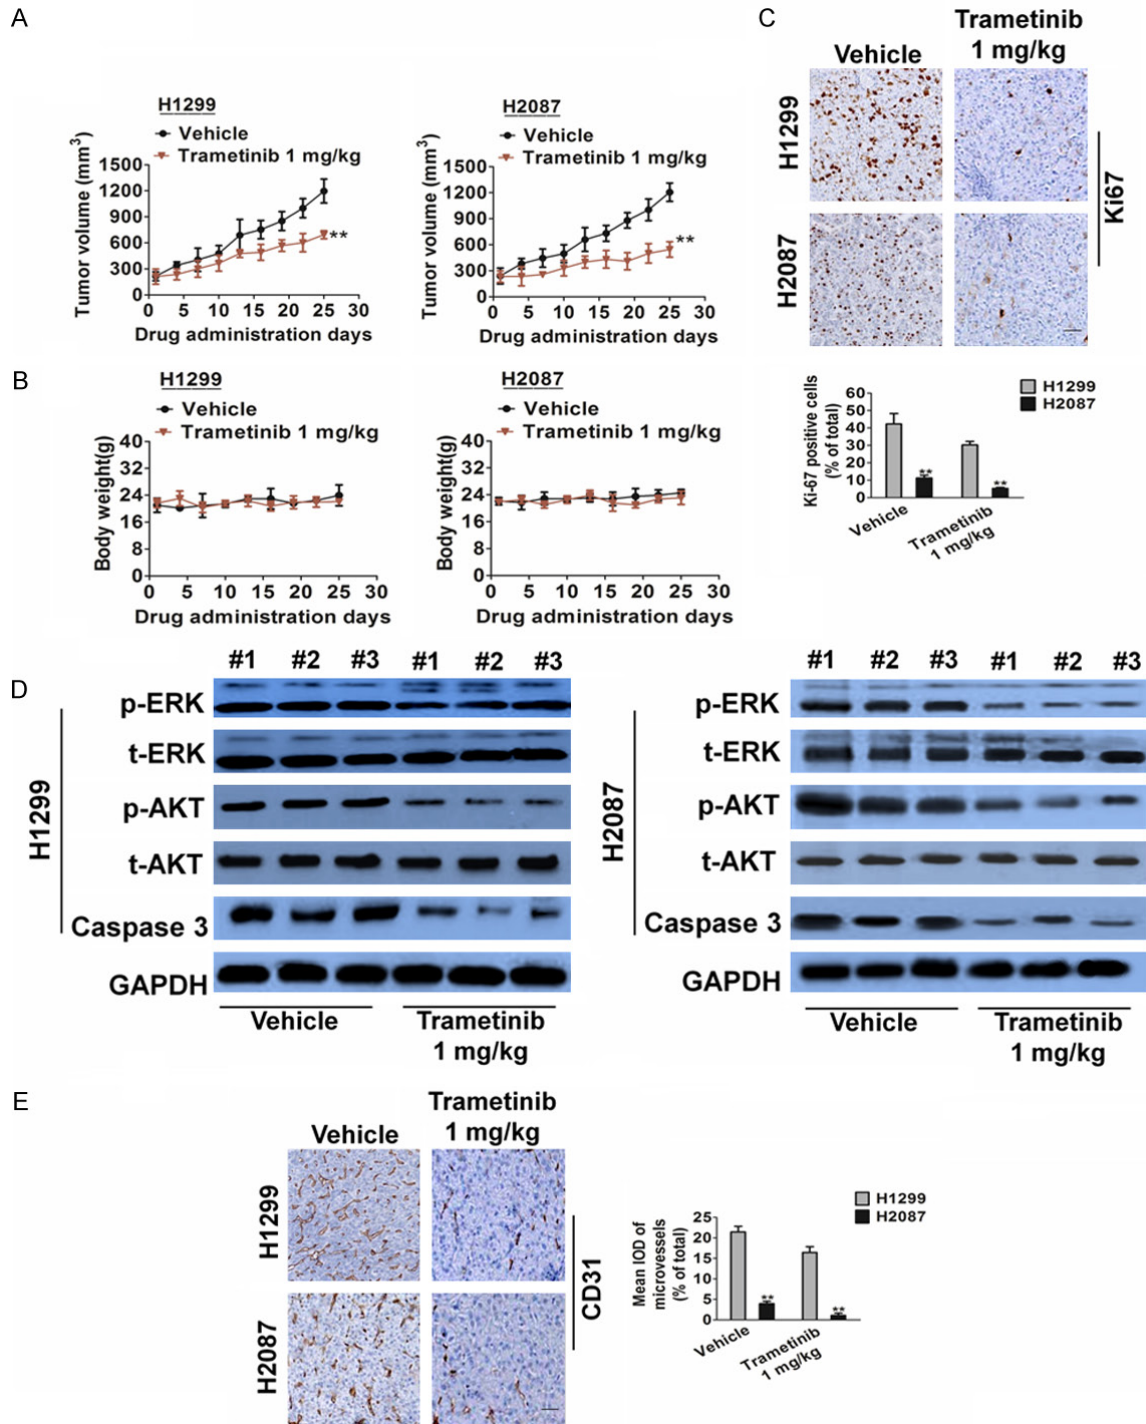 A
H1299
Vehicle
Trametinib 1 mg/kg
Tumor volume (mm³)
1500
1200
900
600
300
0
**
0 5 10 15 20 25 30
Drug administration days
H2087
Vehicle
Trametinib 1 mg/kg
Tumor volume (mm³)
1500
1200
900
600
300
0
**
0 5 10 15 20 25 30
Drug administration days
B
H1299
Vehicle
Trametinib 1 mg/kg
Body weight(g)
40
32
24
16
8
0
0 5 10 15 20 25 30
Drug administration days
H2087
Vehicle
Trametinib 1 mg/kg
Body weight(g)
40
32
24
16
8
0
0 5 10 15 20 25 30
Drug administration days
C
Vehicle
Trametinib
1 mg/kg
H1299
H2087
Ki67
H1299
H2087
Ki-67 positive cells
(% of total)
60
50
40
30
20
10
0
**
**
Vehicle
Trametinib
1 mg/kg
D
#1 #2 #3 #1 #2 #3
H1299
p-ERK
t-ERK
p-AKT
t-AKT
Caspase 3
GAPDH
Vehicle
Trametinib
1 mg/kg
#1 #2 #3 #1 #2 #3
H2087
p-ERK
t-ERK
p-AKT
t-AKT
Caspase 3
GAPDH
Vehicle
Trametinib
1 mg/kg
E
Vehicle
Trametinib
1 mg/kg
H1299
H2087
CD31
H1299
H2087
Mean IOD of
microvessels
(% of total)
25
20
15
10
5
0
**
**
Vehicle
Trametinib
1 mg/kg